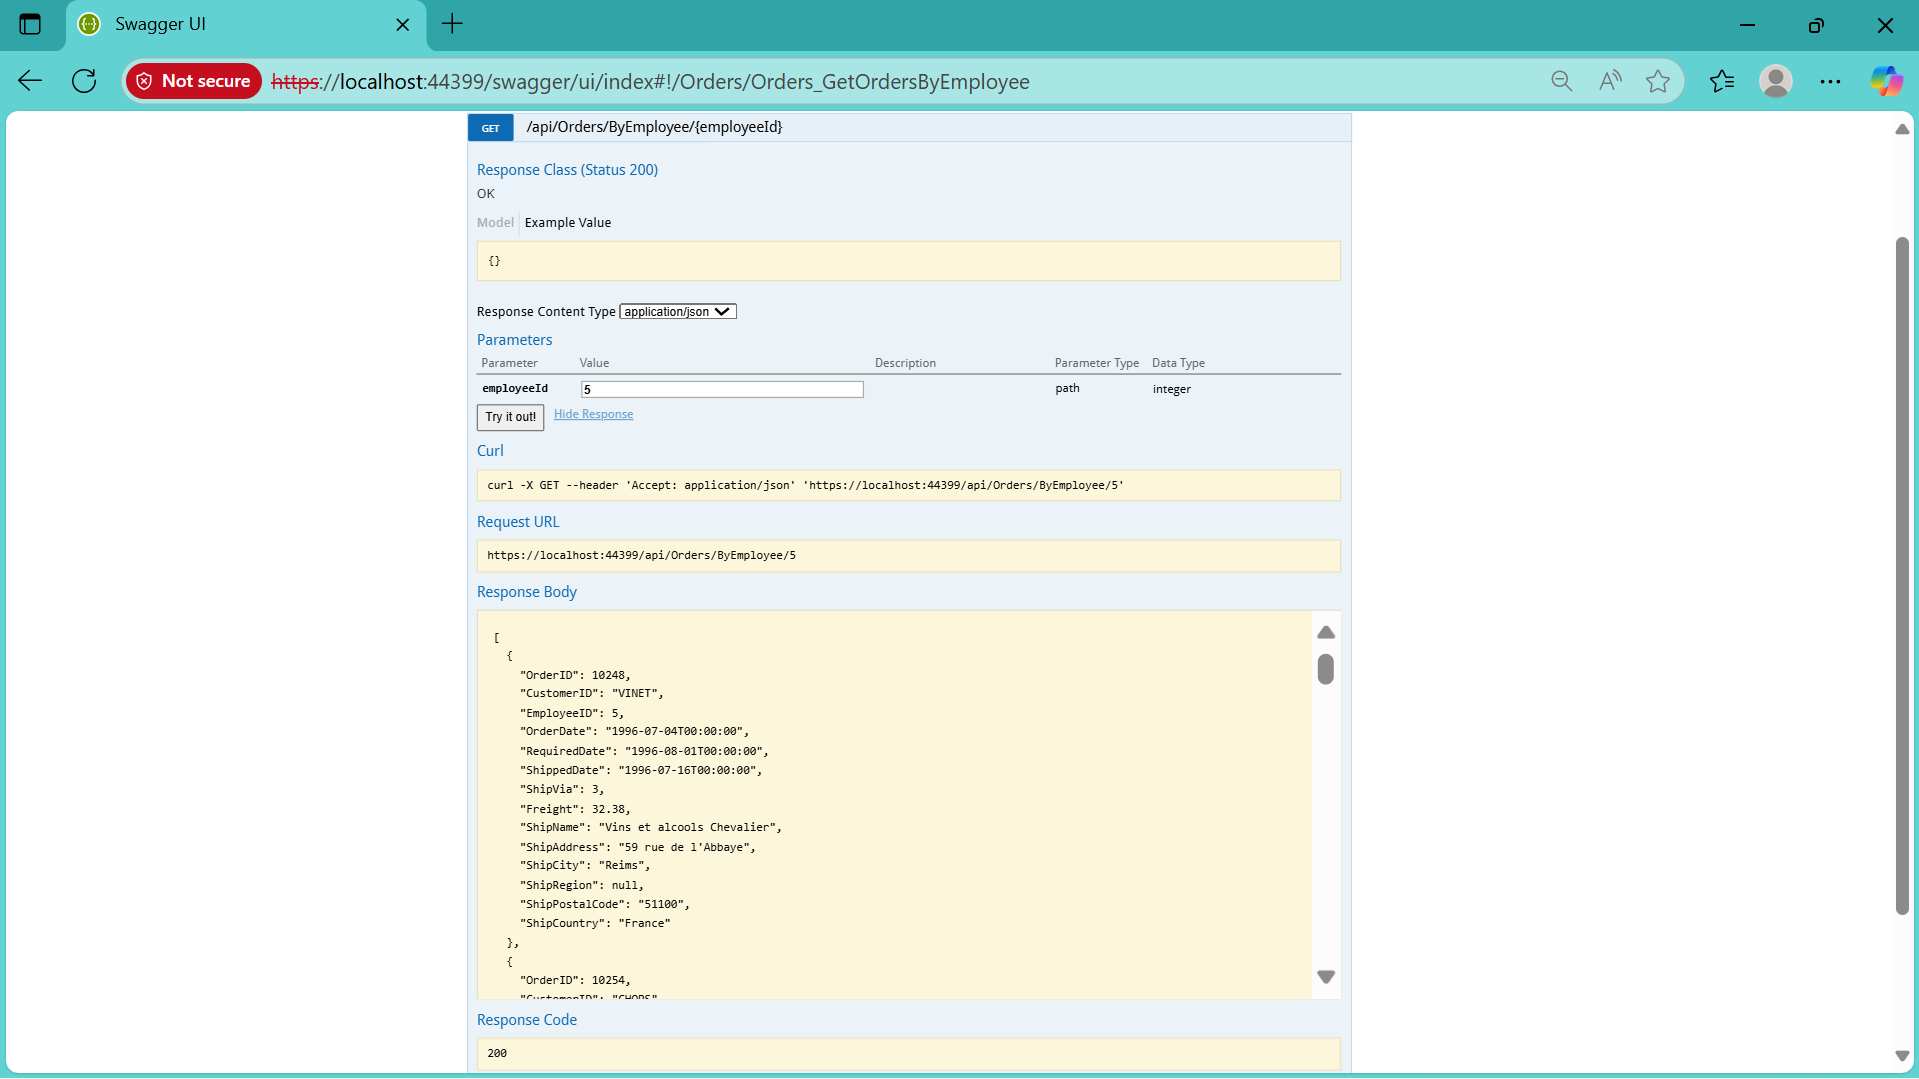 Swagger UI
Not secure https://localhost:44399/swagger/ui/index#!/Orders/Orders_GetOrdersByEmployee
GET /api/Orders/ByEmployee/{employeeId}
Response Class (Status 200)
OK
Model Example Value
{}
Response Content Type application/json
Parameters
Parameter Value Description Parameter Type Data Type
employeeId 5 path integer
Try it out! Hide Response
Curl
curl -X GET --header 'Accept: application/json' 'https://localhost:44399/api/Orders/ByEmployee/5'
Request URL
https://localhost:44399/api/Orders/ByEmployee/5
Response Body
[
{
"OrderID": 10248,
"CustomerID": "VINET",
"EmployeeID": 5,
"OrderDate": "1996-07-04T00:00:00",
"RequiredDate": "1996-08-01T00:00:00",
"ShippedDate": "1996-07-16T00:00:00",
"ShipVia": 3,
"Freight": 32.38,
"ShipName": "Vins et alcools Chevalier",
"ShipAddress": "59 rue de l'Abbaye",
"ShipCity": "Reims",
"ShipRegion": null,
"ShipPostalCode": "51100",
"ShipCountry": "France"
},
{
"OrderID": 10254,
"CustomerID": "CHOPS"
Response Code
200